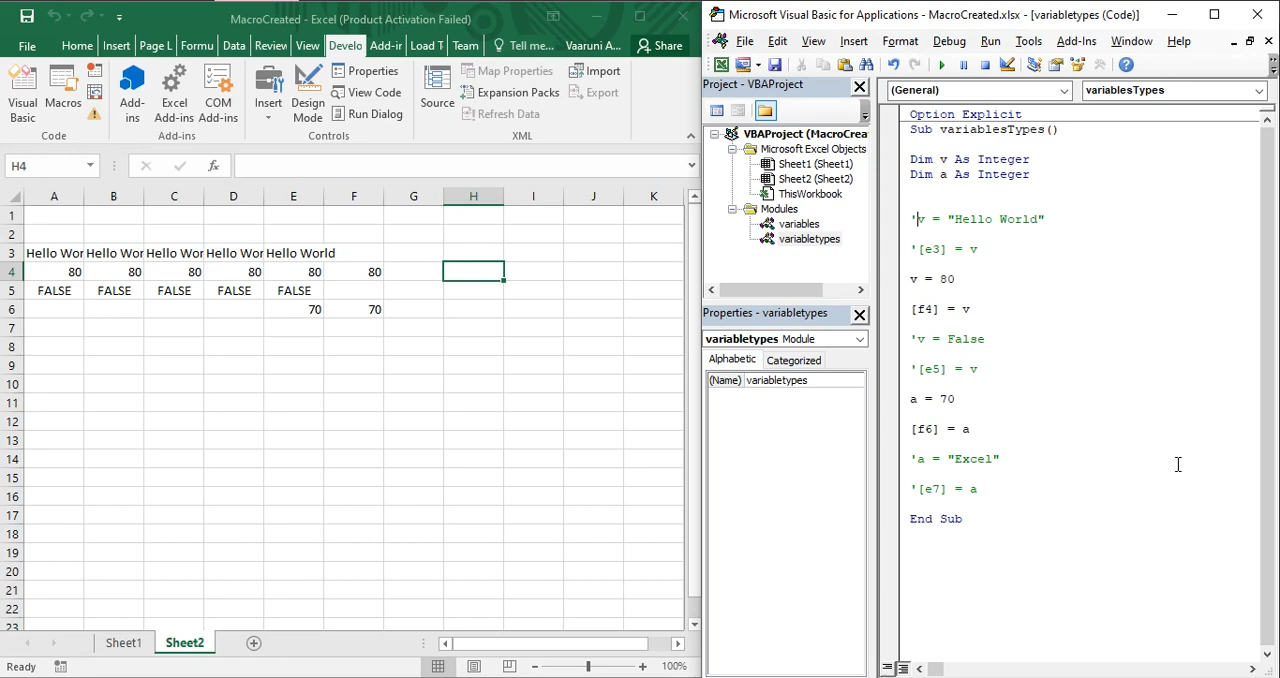 MacroCreated - Excel (Product Activation Failed)
File Home Insert Page L Formu Data Review View Develo Add-ir Load T Team Tell me... Vaaruni A... Share
Visual Basic
Macros
Code
Add-ins
Excel Add-ins
COM Add-ins
Add-ins
Insert
Design Mode
Properties
View Code
Run Dialog
Controls
Source
Map Properties
Expansion Packs
Refresh Data
Import
Export
XML
H4 fx
A B C D E F G H I J K
1
2
3 Hello Wor Hello Wor Hello Wor Hello Wor Hello World
4 80 80 80 80 80 80
5 FALSE FALSE FALSE FALSE FALSE
6 70 70
7
8
9
10
11
12
13
14
15
16
17
18
19
20
21
22
23
Sheet1 Sheet2
Ready 100%
Microsoft Visual Basic for Applications - MacroCreated.xlsx - [variabletypes (Code)]
File Edit View Insert Format Debug Run Tools Add-Ins Window Help
Project - VBAProject
VBAProject (MacroCrea
Microsoft Excel Objects
Sheet1 (Sheet1)
Sheet2 (Sheet2)
ThisWorkbook
Modules
variables
variabletypes
Properties - variabletypes
variabletypes Module
Alphabetic Categorized
(Name) variabletypes
(General) variablesTypes
Option Explicit
Sub variablesTypes()
Dim v As Integer
Dim a As Integer
'v = "Hello World"
'[e3] = v
v = 80
[f4] = v
'v = False
'[e5] = v
a = 70
[f6] = a
'a = "Excel"
'[e7] = a
End Sub